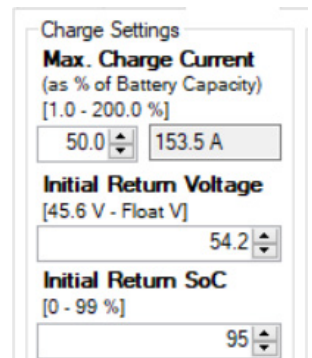 Charge Settings
Max. Charge Current
(as % of Battery Capacity)
[1.0 - 200.0 %]
50.0 153.5 A
Initial Return Voltage
[45.6 V - Float V]
54.2
Initial Return SoC
[0 - 99 %]
95